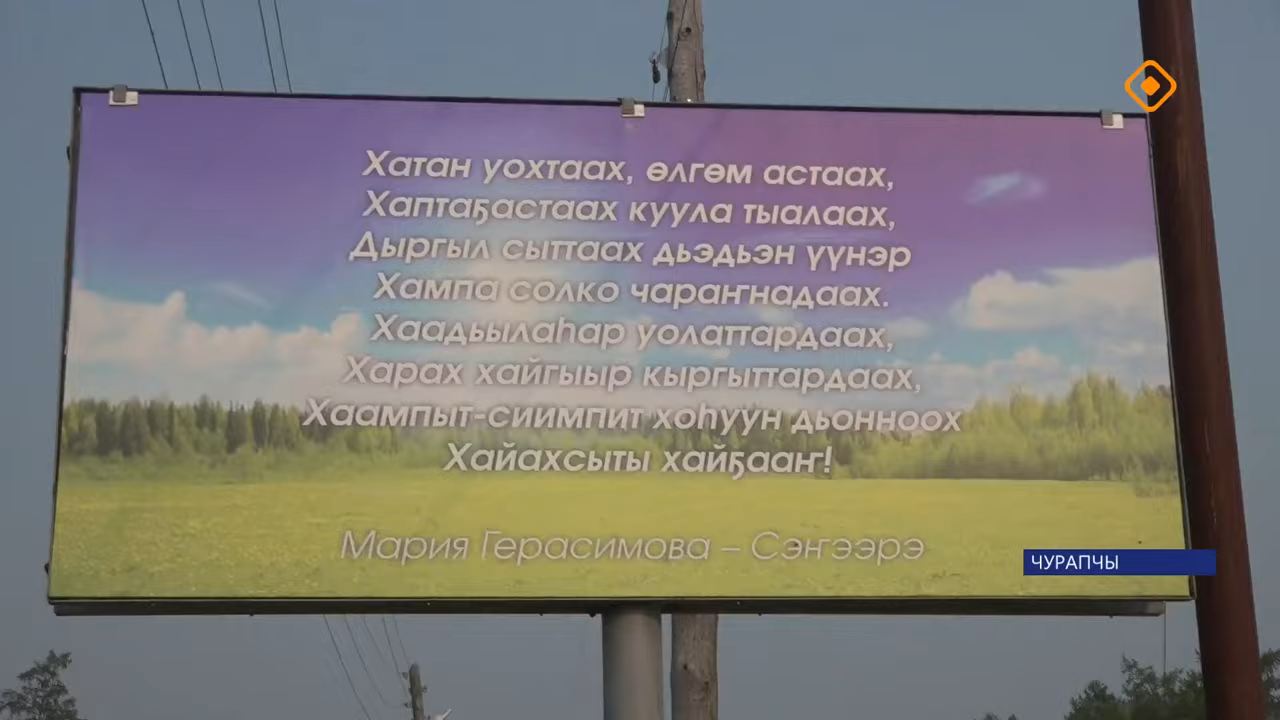 Хатан уохтаах, өлгөм астаах,
Хаптаҕастаах куула тыалаах,
Дыргыл сыттаах дьэдьэн үүнэр
Хампа солко чараҥнадаах.
Хаадьылаһар уолаттардаах,
Харах хайгыыр кыргыттардаах,
Хаампыт-сиимпит хоһуун дьонноох
Хайахсыты хайҕааҥ!
Мария Герасимова – Сэҥээрэ
ЧУРАПЧЫ